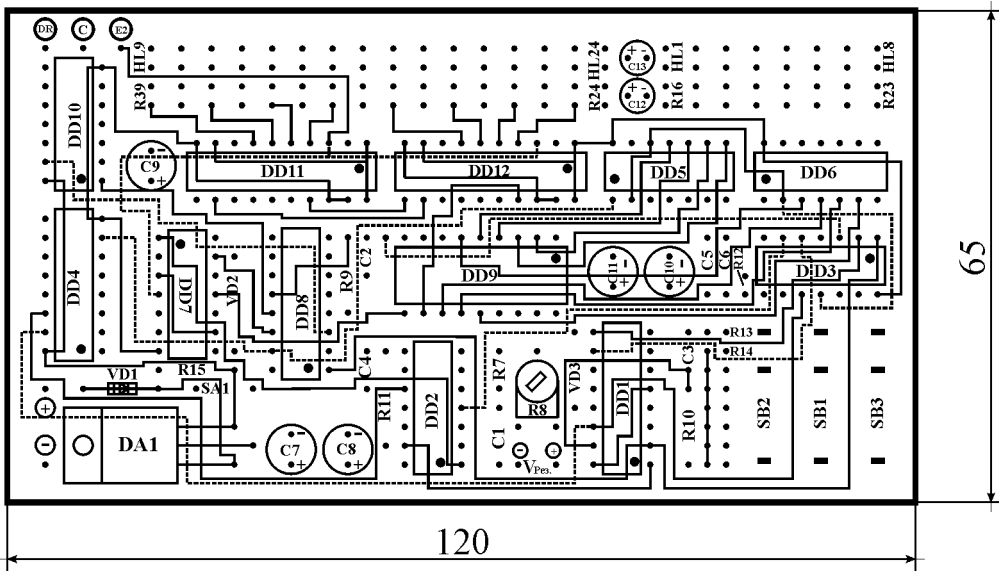 DR C E2
HL9 HL24 C13 HL1 HL8
R39 R24 C12 R16 R23
DD10
C9 DD11 DD12 DD5 DD6
DD4 DD7 VD2 DD8 R9 C2 DD9 C11 C10 C5 C6 R12 DD3
65
R13
R14
VD1 R15 SA1 C4 R11 DD2 R7 R8 VD3 DD1 C3 R10 SB2 SB1 SB3
DA1 C7 C8 C1
VРез.
120